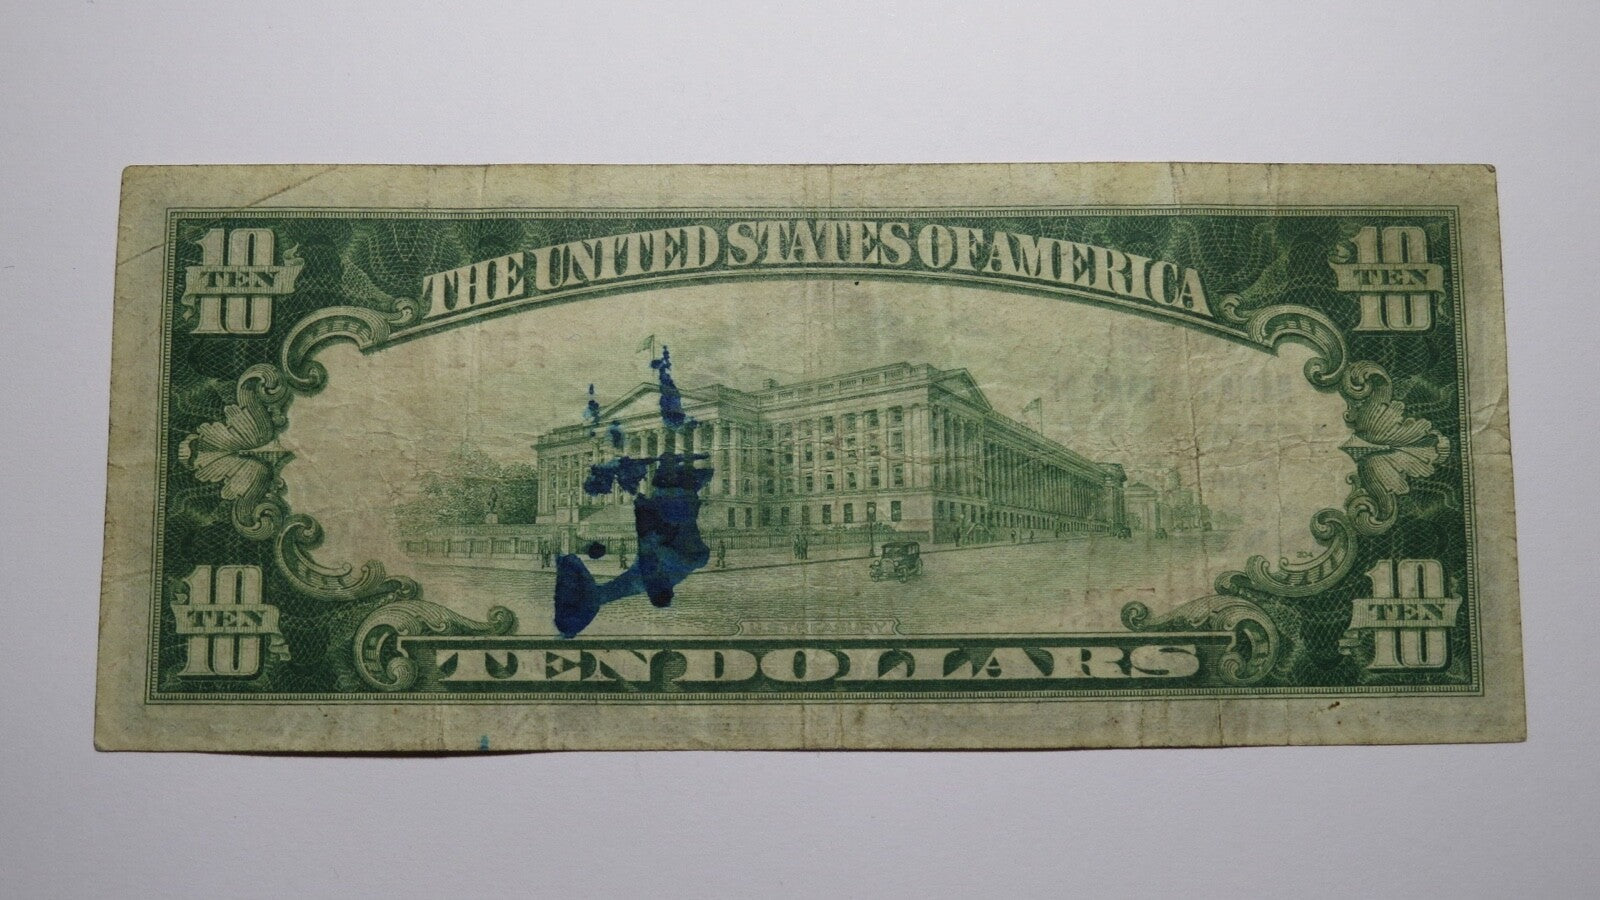 10 TEN 10
THE UNITED STATES OF AMERICA
10 TEN 10
10 TEN 10
TREASURY
TEN DOLLARS
10 TEN 10